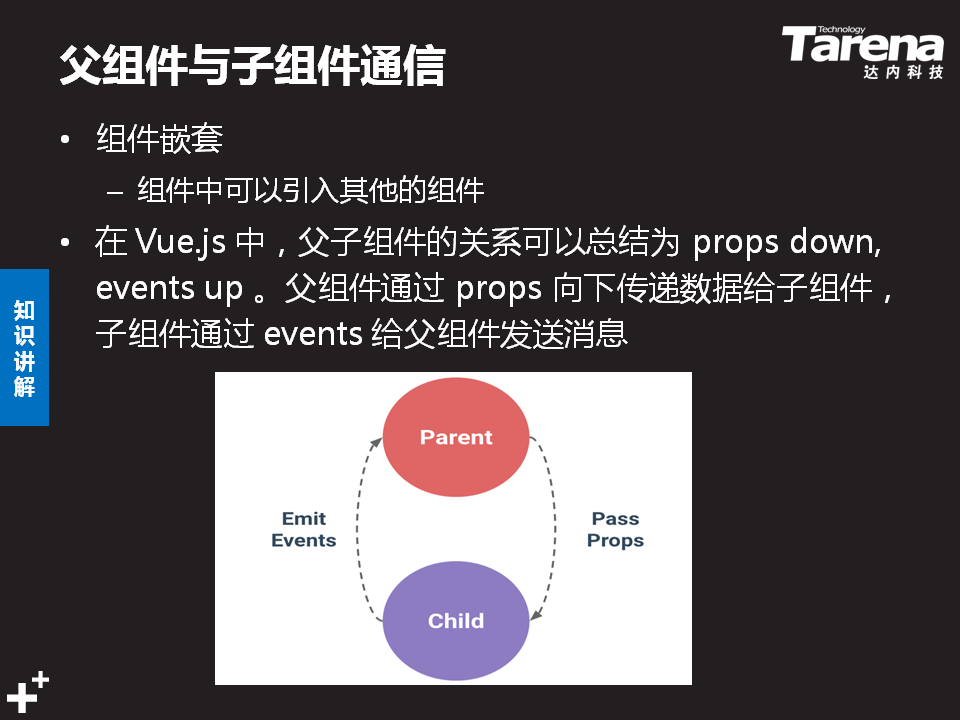 父组件与子组件通信
Technology
Tarena
达内科技
• 组件嵌套
– 组件中可以引入其他的组件
• 在 Vue.js 中，父子组件的关系可以总结为 props down,
events up 。父组件通过 props 向下传递数据给子组件，
子组件通过 events 给父组件发送消息
知识讲解
Parent
Emit
Events
Pass
Props
Child